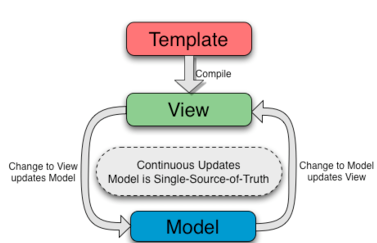 Template
Compile
View
Change to View
updates Model
Continuous Updates
Model is Single-Source-of-Truth
Change to Model
updates View
Model